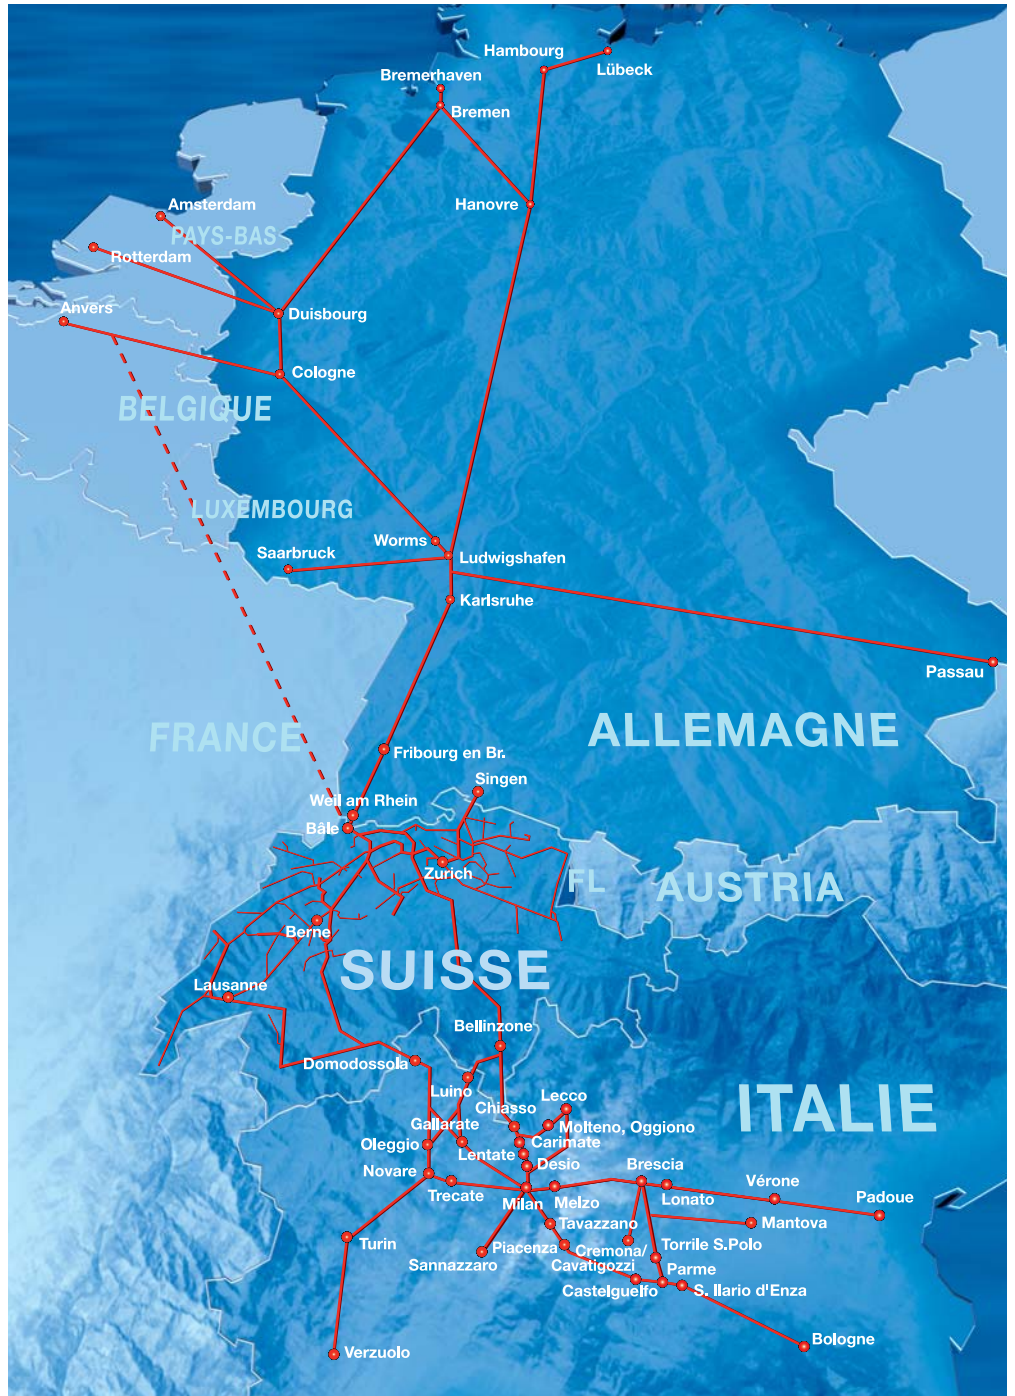 Hambourg
Lübeck
Bremerhaven
Bremen
Hanovre
Amsterdam
PAYS-BAS
Rotterdam
Anvers
Duisbourg
Cologne
BELGIQUE
LUXEMBOURG
Worms
Saarbruck
Ludwigshafen
Karlsruhe
Passau
FRANCE
ALLEMAGNE
Fribourg en Br.
Singen
Weil am Rhein
Bâle
Zurich
FL
AUSTRIA
Berne
SUISSE
Lausanne
Bellinzone
Domodossola
Luino
Lecco
Chiasso
ITALIE
Gallarate
Molteno, Oggiono
Oleggio
Carimate
Lentate
Desio
Novare
Brescia
Vérone
Trecate
Milan
Melzo
Lonato
Padoue
Tavazzano
Mantova
Turin
Piacenza
Cremona/
Cavatigozzi
Torrile S.Polo
Sannazzaro
Parme
Castelguelfo
S. Ilario d'Enza
Bologne
Verzuolo